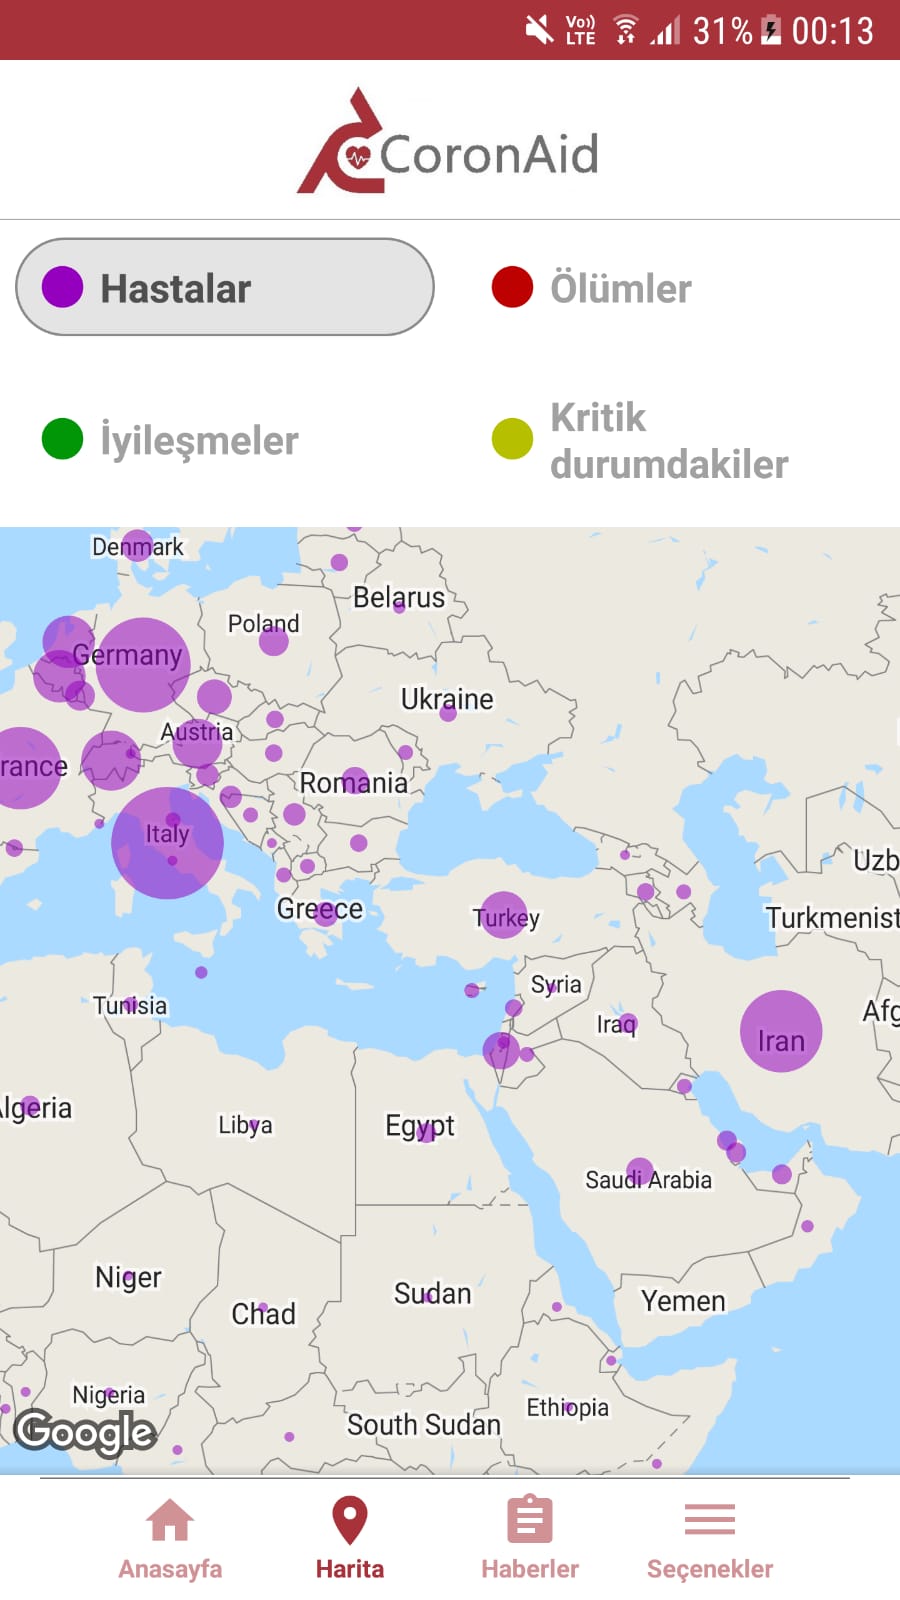 Vo)) LTE 31% 00:13
CoronAid
Hastalar
Ölümler
İyileşmeler
Kritik
durumdakiler
Denmark
Belarus
Poland
Germany
Ukraine
Austria
rance
Romania
Italy
Uzb
Greece
Turkey
Turkmenist
Syria
Tunisia
Afg
Iraq
Iran
lgeria
Libya
Egypt
Saudi Arabia
Niger
Sudan
Yemen
Chad
Nigeria
Ethiopia
South Sudan
Google
Anasayfa
Harita
Haberler
Seçenekler